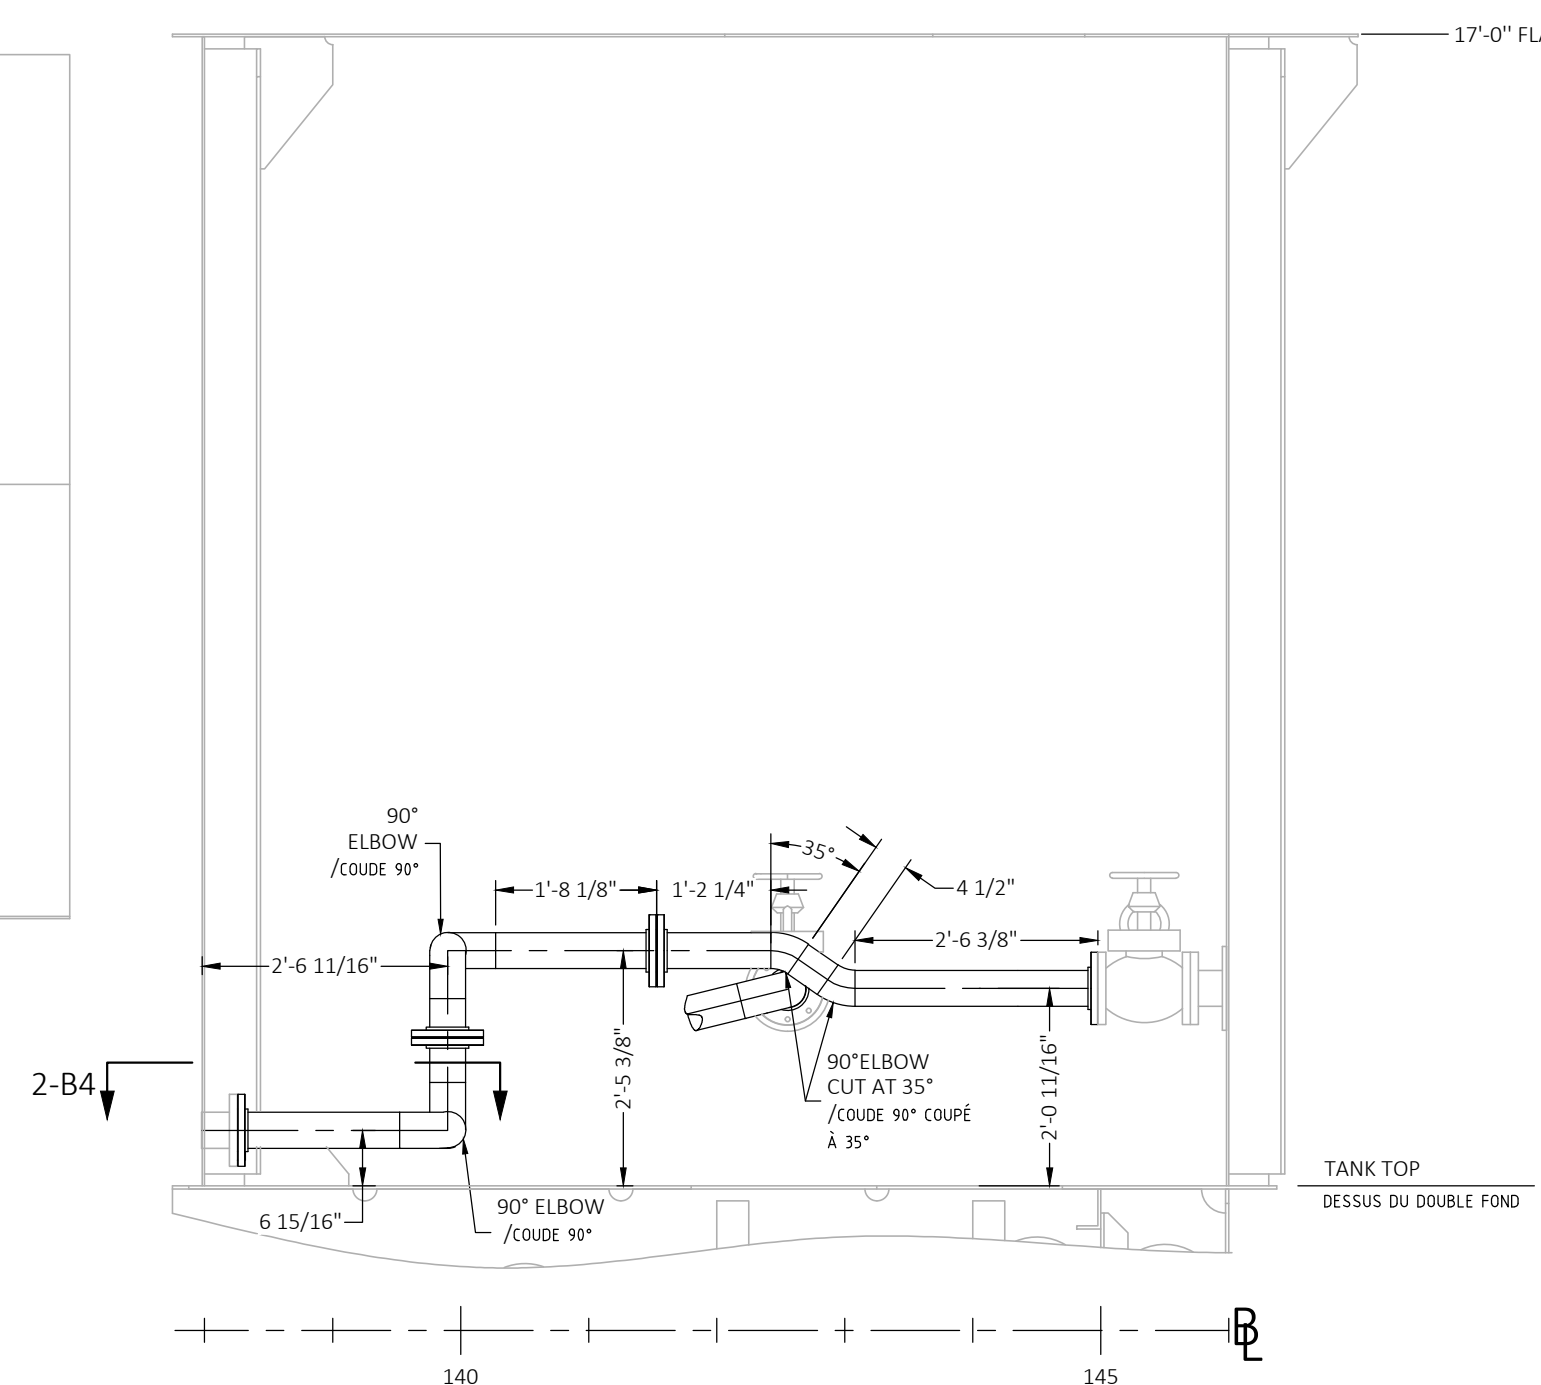 17'-0" FL
90°
ELBOW
/COUDE 90°
35°
1'-8 1/8"
1'-2 1/4"
4 1/2"
2'-6 3/8"
2'-6 11/16"
2'-5 3/8"
2'-0 11/16"
2-B4
90°ELBOW
CUT AT 35°
/COUDE 90° COUPÉ
À 35°
TANK TOP
DESSUS DU DOUBLE FOND
6 15/16"
90° ELBOW
/COUDE 90°
BL
140
145